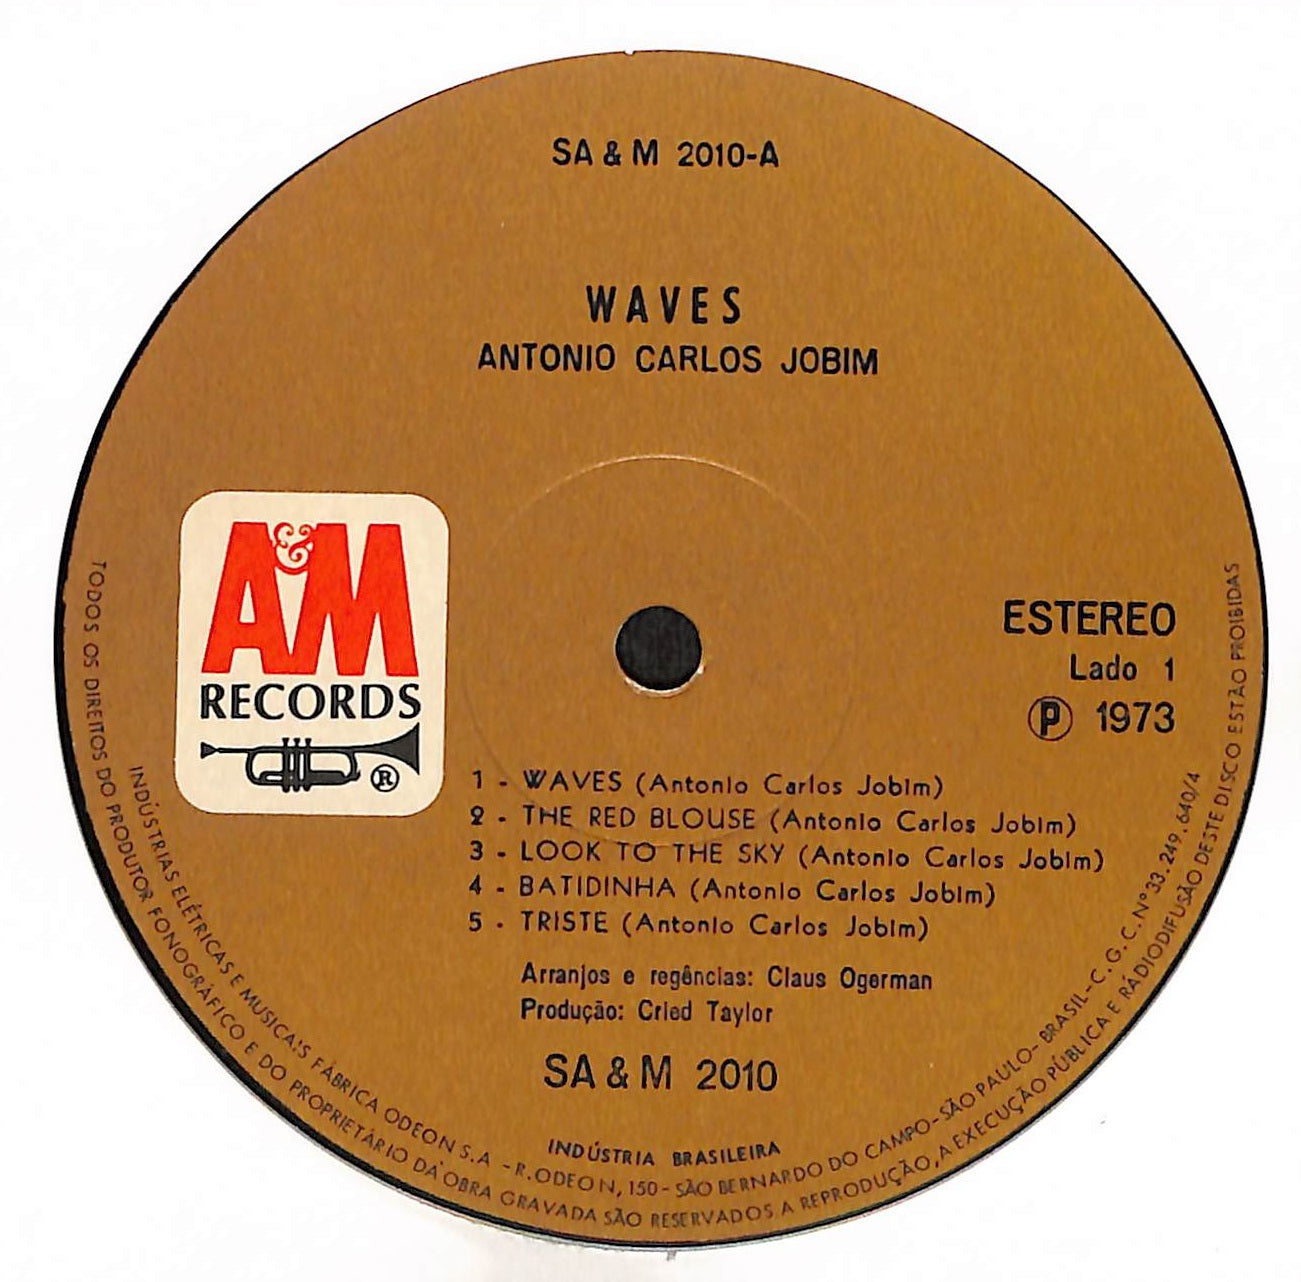 SA & M 2010-A
WAVES
ANTONIO CARLOS JOBIM
A&M
RECORDS
®
ESTEREO
Lado 1
Ⓟ 1973
1 - WAVES (Antonio Carlos Jobim)
2 - THE RED BLOUSE (Antonio Carlos Jobim)
3 - LOOK TO THE SKY (Antonio Carlos Jobim)
4 - BATIDINHA (Antonio Carlos Jobim)
5 - TRISTE (Antonio Carlos Jobim)
Arranjos e regências: Claus Ogerman
Produção: Cried Taylor
SA & M 2010
INDÚSTRIA BRASILEIRA
INDÚSTRIAS ELÉTRICAS E MUSICAIS FÁBRICA ODEON S.A - R. ODEON, 150 - SÃO BERNARDO DO CAMPO - SÃO PAULO - BRASIL - C.G.C. Nº 33.249.640/4
TODOS OS DIREITOS DO PRODUTOR FONOGRÁFICO E DO PROPRIETÁRIO DA OBRA GRAVADA SÃO RESERVADOS A REPRODUÇÃO, A EXECUÇÃO PÚBLICA E RÁDIODIFUSÃO DESTE DISCO ESTÃO PROIBIDAS